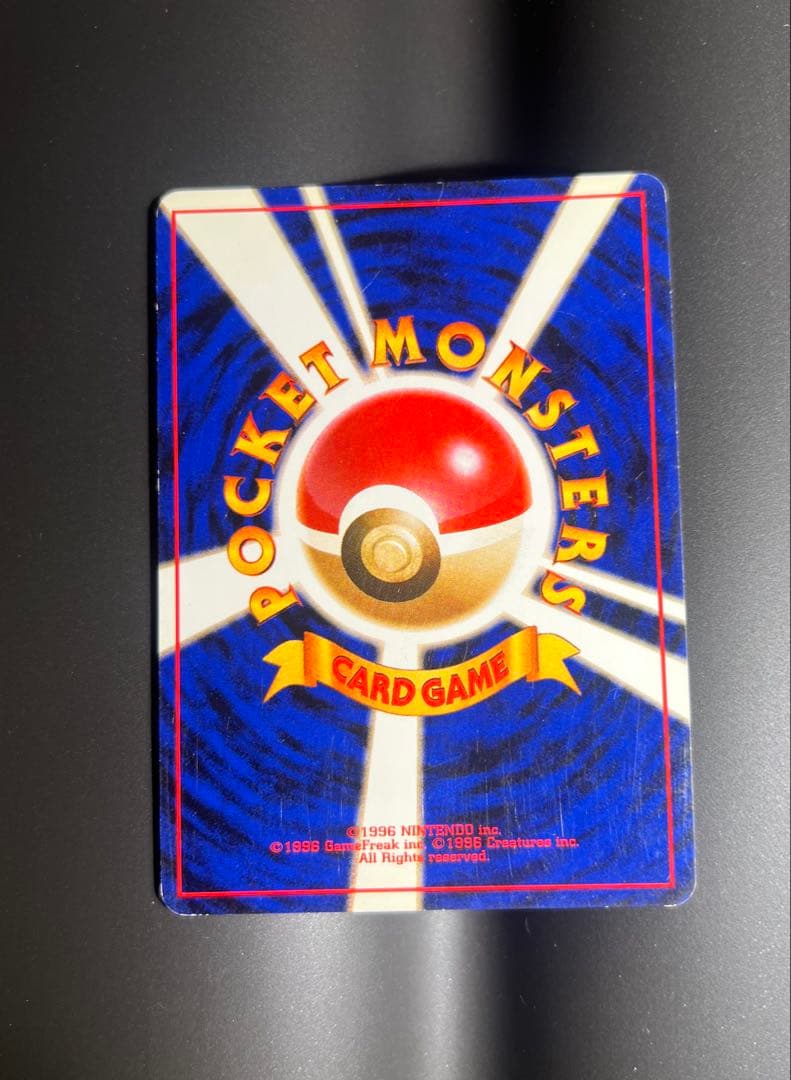 POCKET MONSTERS
CARD GAME
©1996 NINTENDO inc.
©1996 GameFreak inc. ©1996 Creatures inc.
All Rights reserved.